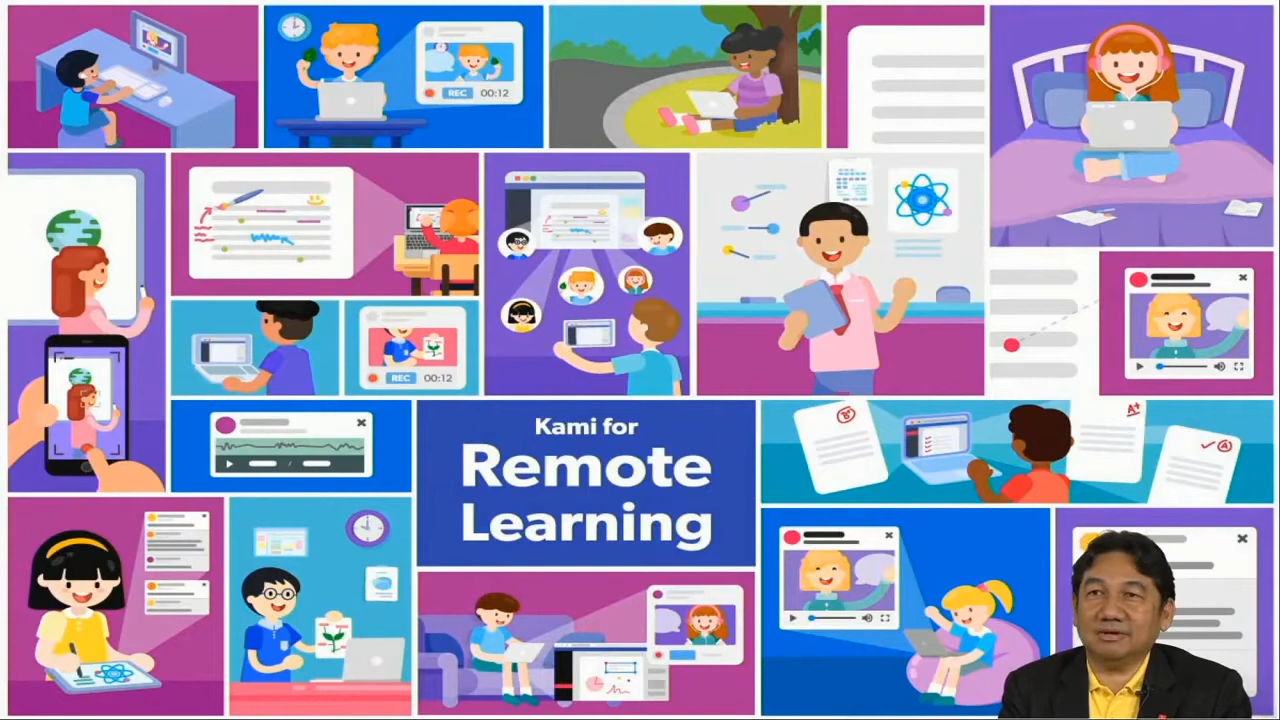 REC 00:12
REC 00:12
Kami for
Remote
Learning
B+
A+
A